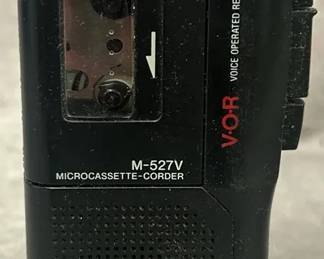 M-527V
MICROCASSETTE-CORDER
V·O·R
VOICE OPERATED RE